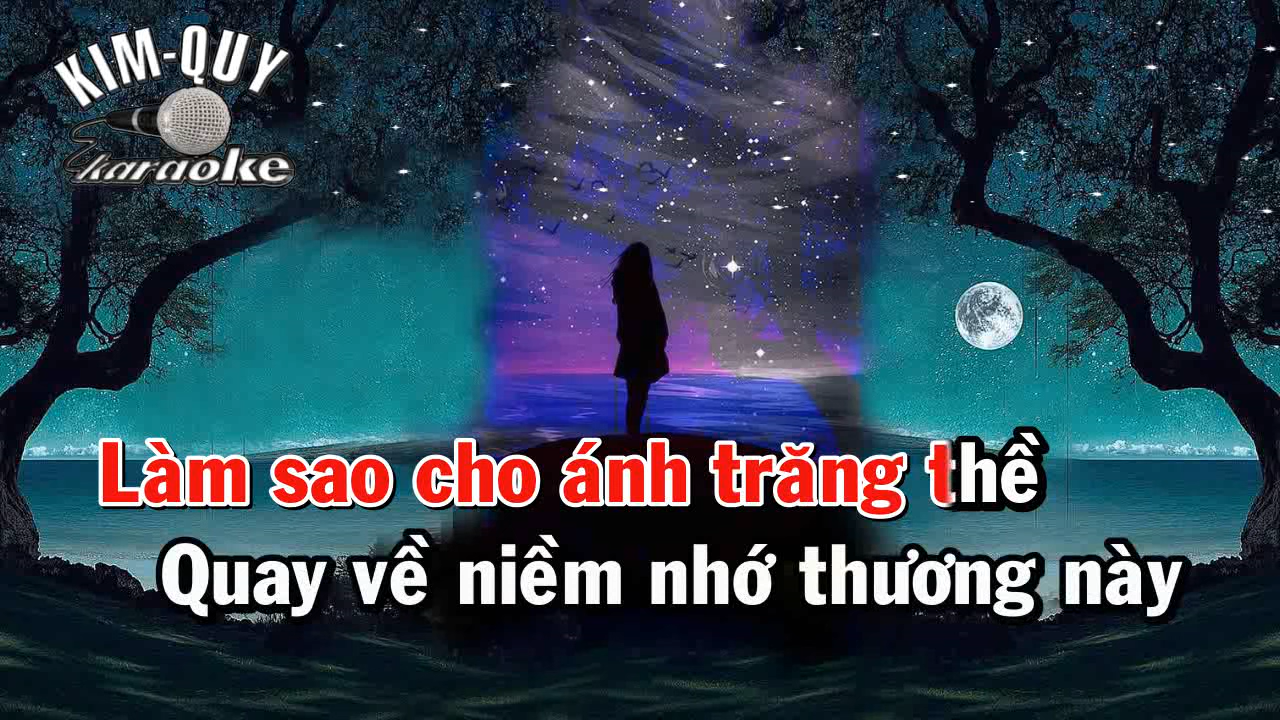 KIM-QUY
karaoke
Làm sao cho ánh trăng thề
Quay về niềm nhớ thương này